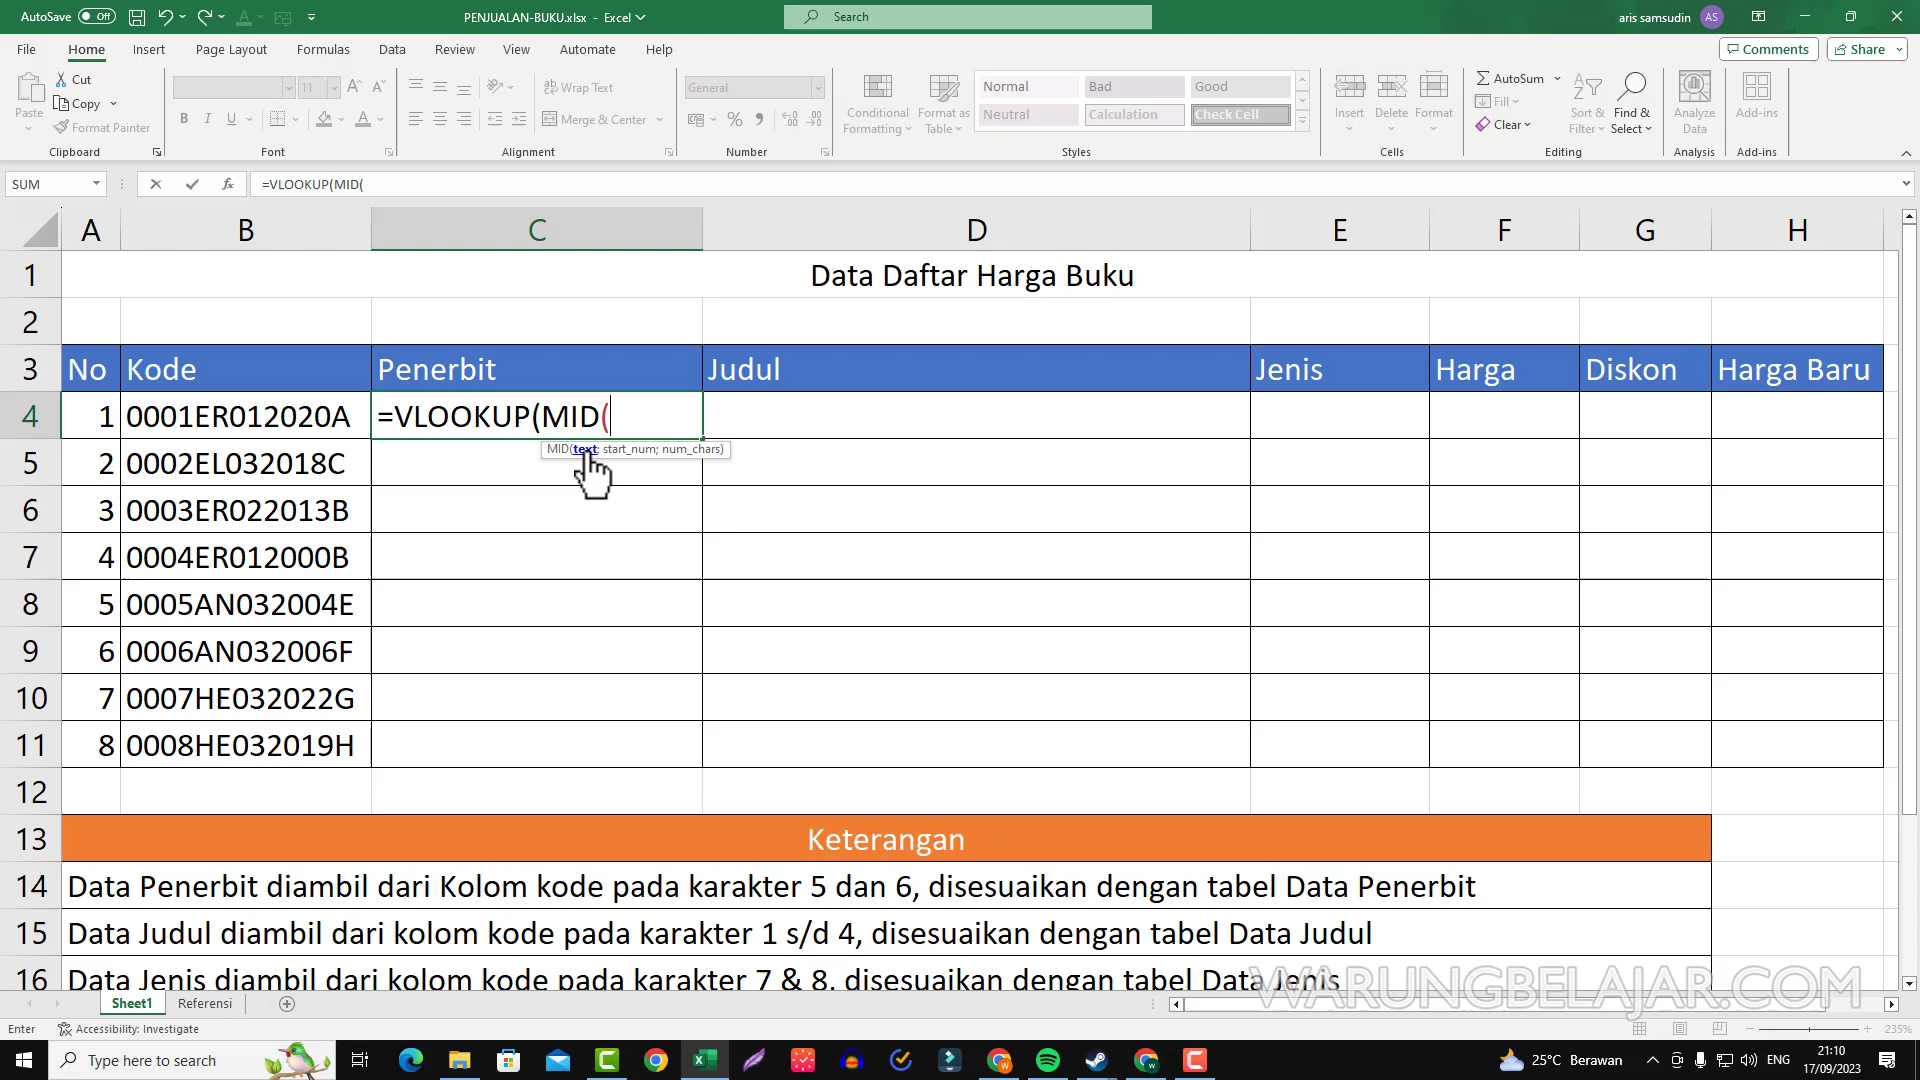 AutoSave Off PENJUALAN-BUKU.xlsx - Excel Search aris samsudin AS
File Home Insert Page Layout Formulas Data Review View Automate Help Comments Share
Paste Cut Copy Format Painter
11 Wrap Text General Conditional Formatting Format as Table Normal Bad Good Insert Delete Format AutoSum Sort & Filter Find & Select Analyze Data Add-ins
B I U Merge & Center Neutral Calculation Check Cell Fill Clear
Clipboard Font Alignment Number Styles Cells Editing Analysis Add-ins
SUM fx =VLOOKUP(MID(
A B C D E F G H
1 Data Daftar Harga Buku
2
3 No Kode Penerbit Judul Jenis Harga Diskon Harga Baru
4 1 0001ER012020A =VLOOKUP(MID(
MID(text; start_num; num_chars)
5 2 0002EL032018C
6 3 0003ER022013B
7 4 0004ER012000B
8 5 0005AN032004E
9 6 0006AN032006F
10 7 0007HE032022G
11 8 0008HE032019H
12
13 Keterangan
14 Data Penerbit diambil dari Kolom kode pada karakter 5 dan 6, disesuaikan dengan tabel Data Penerbit
15 Data Judul diambil dari kolom kode pada karakter 1 s/d 4, disesuaikan dengan tabel Data Judul
16 Data Jenis diambil dari kolom kode pada karakter 7 & 8. disesuaikan dengan tabel Data Jenis
WARUNGBELAJAR.COM
Sheet1 Referensi
Enter Accessibility: Investigate 235%
Type here to search 25°C Berawan ENG 21:10
17/09/2023